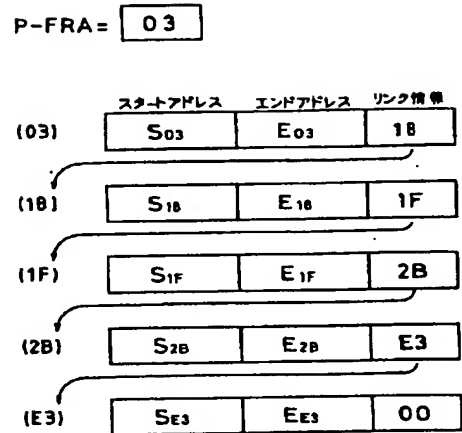 P-FRA= 03
スタートアドレス エンドアドレス リンク情報
(03) S03 E03 1B
(1B) S1B E1B 1F
(1F) S1F E1F 2B
(2B) S2B E2B E3
(E3) SE3 EE3 00